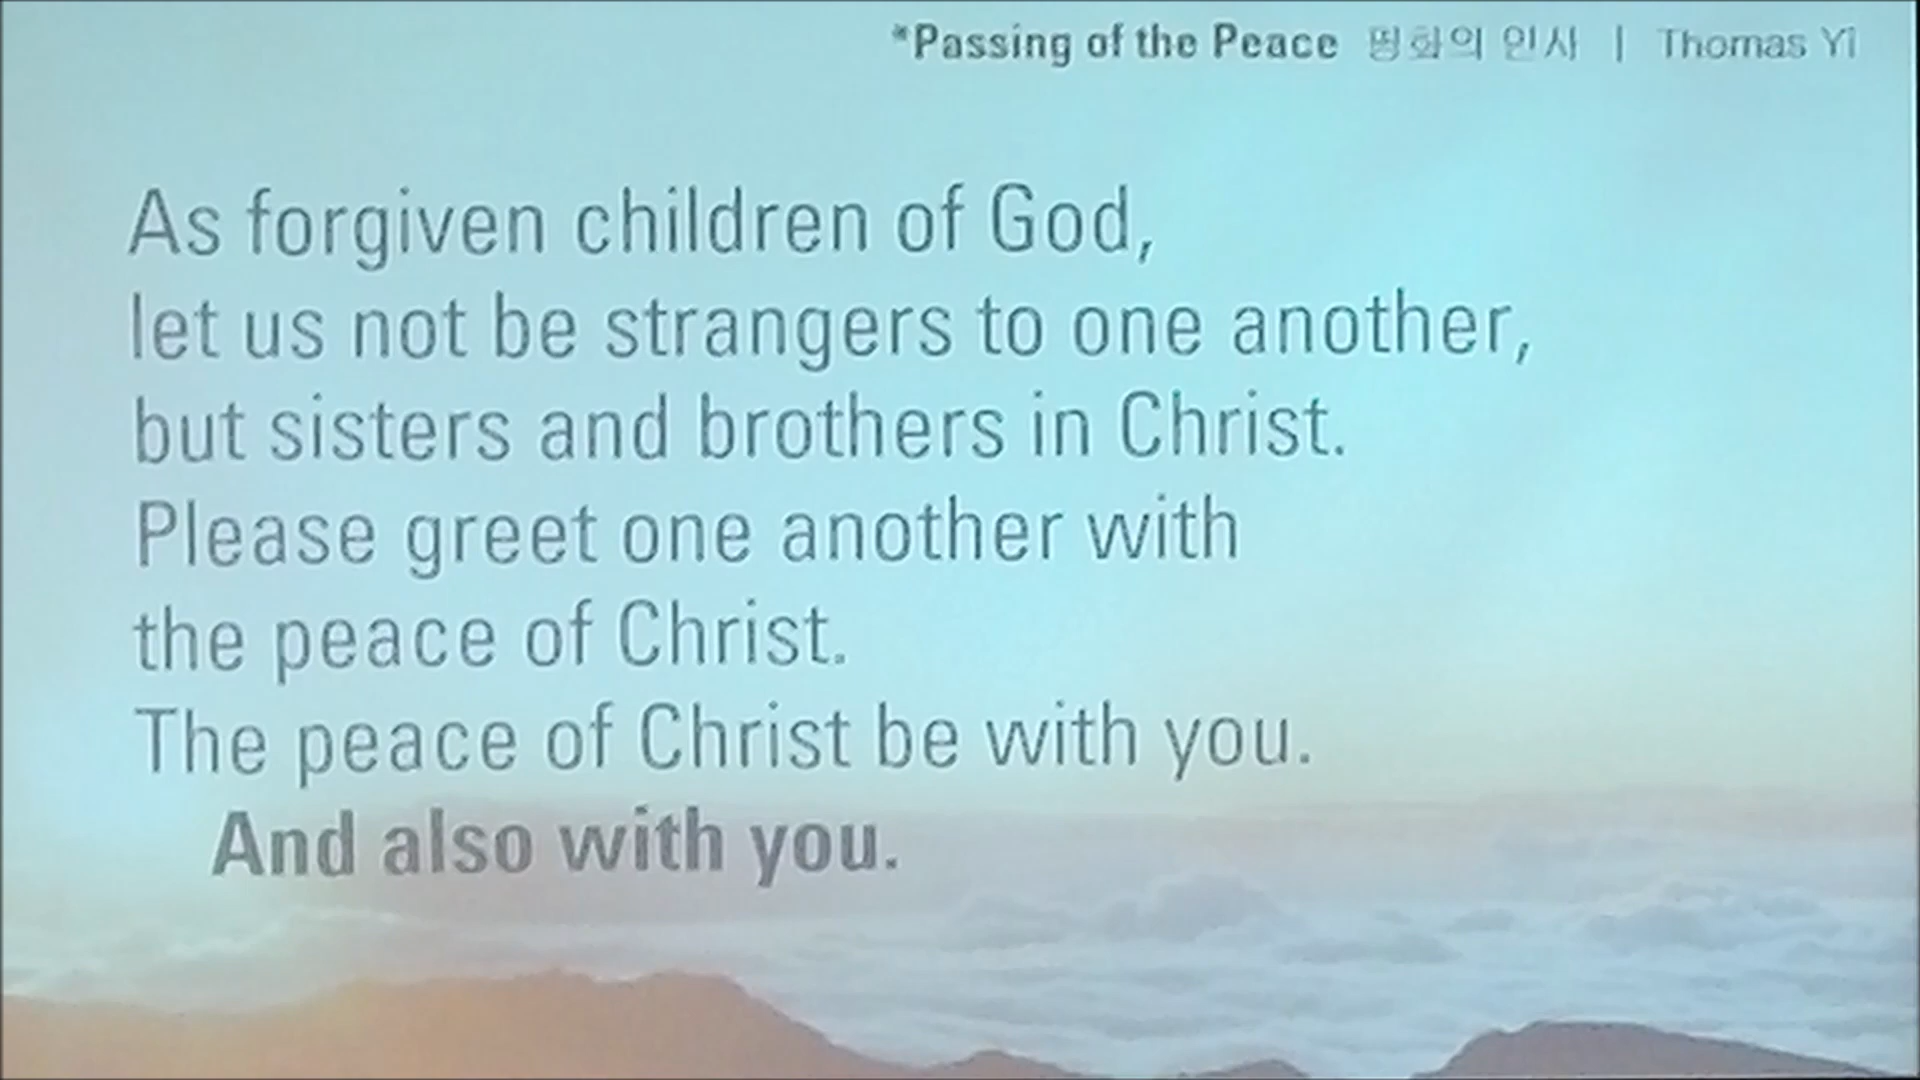 *Passing of the Peace 평화의 인사 | Thomas Yi
As forgiven children of God,
let us not be strangers to one another,
but sisters and brothers in Christ.
Please greet one another with
the peace of Christ.
The peace of Christ be with you.
And also with you.